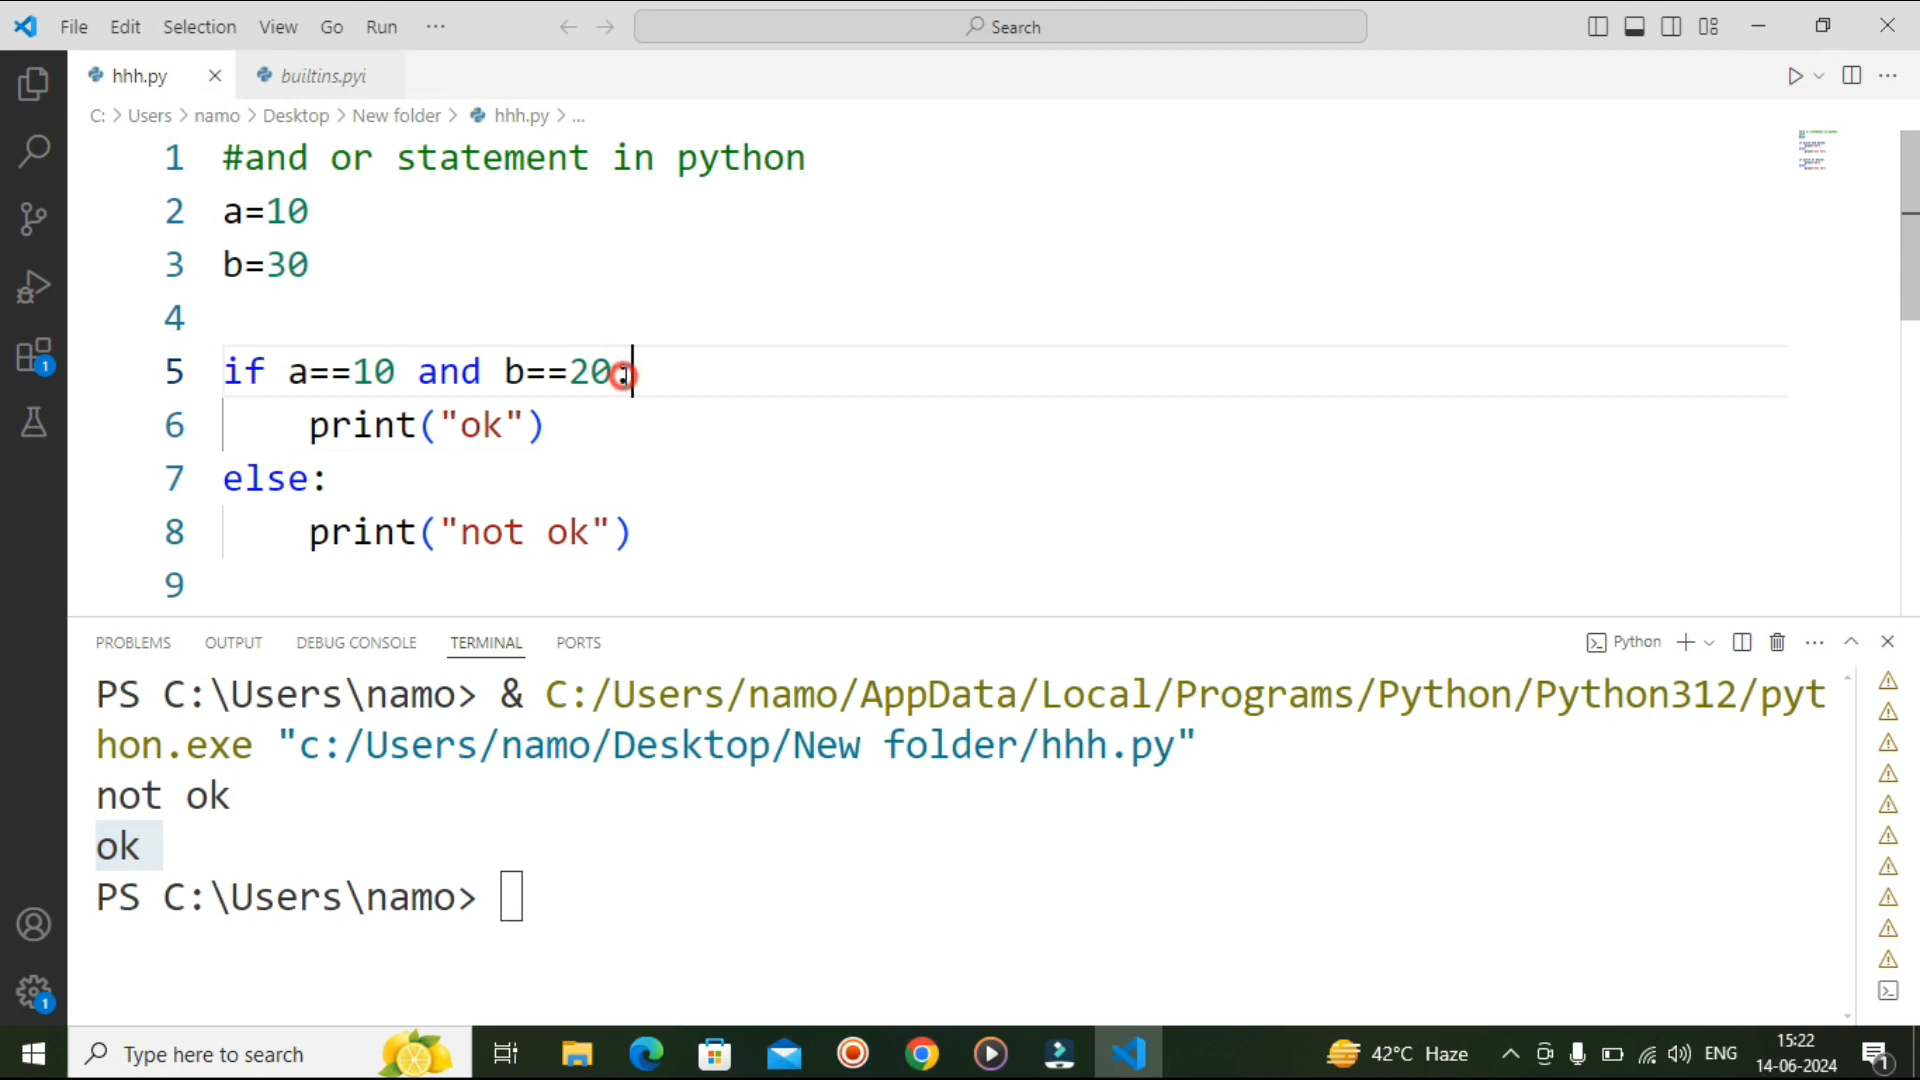 File Edit Selection View Go Run ··· Search
hhh.py builtins.pyi
C: > Users > namo > Desktop > New folder > hhh.py > ...
1 #and or statement in python
2 a=10
3 b=30
4
5 if a==10 and b==20:
6 print("ok")
7 else:
8 print("not ok")
9
PROBLEMS OUTPUT DEBUG CONSOLE TERMINAL PORTS Python
PS C:\Users\namo> & C:/Users/namo/AppData/Local/Programs/Python/Python312/pyt
hon.exe "c:/Users/namo/Desktop/New folder/hhh.py"
not ok
ok
PS C:\Users\namo>
1
1
Type here to search 42°C Haze ENG 15:22
14-06-2024 1